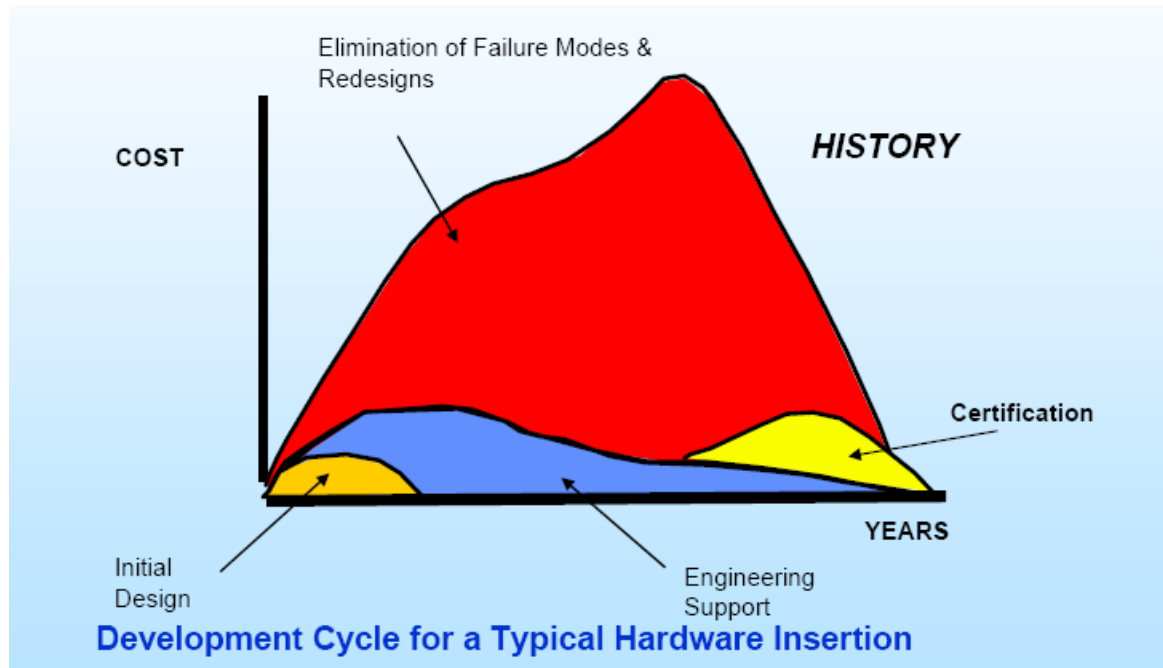 Elimination of Failure Modes &
Redesigns
COST
HISTORY
Certification
YEARS
Initial
Design
Engineering
Support
Development Cycle for a Typical Hardware Insertion